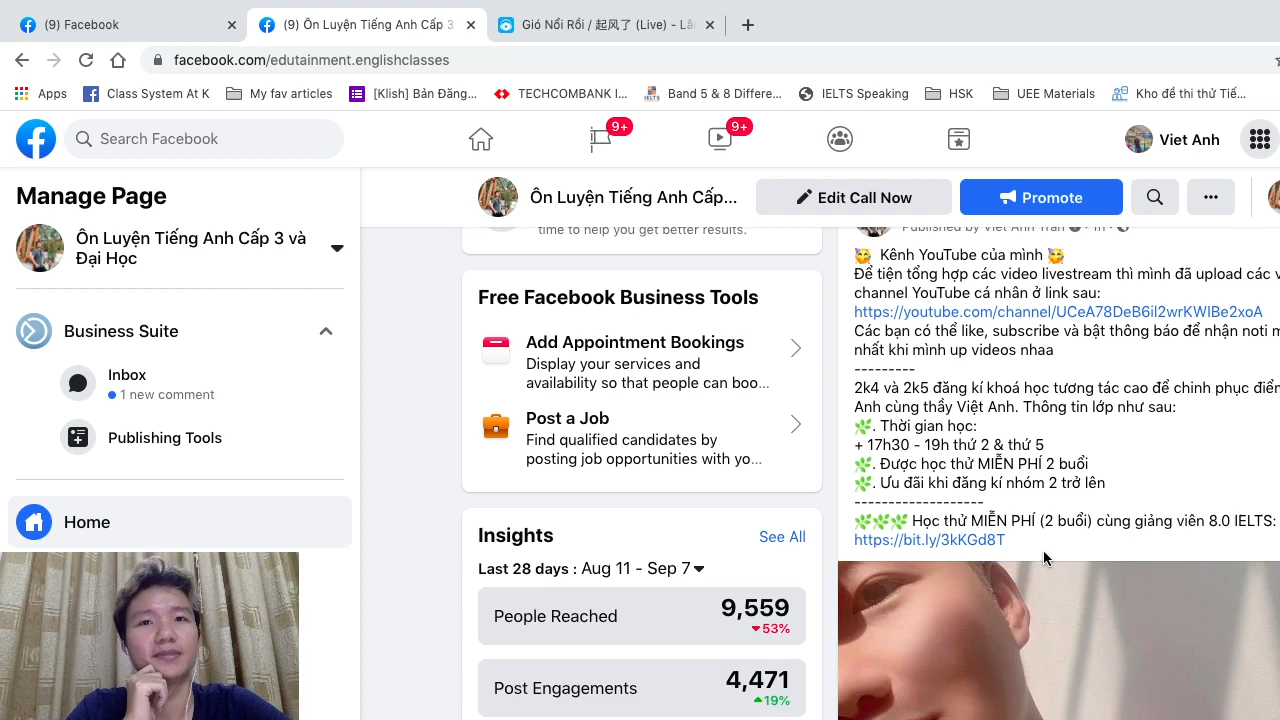 (9) Facebook
(9) Ôn Luyện Tiếng Anh Cấp 3
Gió Nổi Rồi / 起风了 (Live) - Lâ
facebook.com/edutainment.englishclasses
Apps
Class System At K
My fav articles
[Klish] Bản Đăng...
TECHCOMBANK I...
Band 5 & 8 Differe...
IELTS Speaking
HSK
UEE Materials
Kho đề thi thử Tiế...
Search Facebook
9+
9+
Viet Anh
Manage Page
Ôn Luyện Tiếng Anh Cấp 3 và
Đại Học
Business Suite
Inbox
1 new comment
Publishing Tools
Home
Ôn Luyện Tiếng Anh Cấp...
Edit Call Now
Promote
time to help you get better results.
Free Facebook Business Tools
Add Appointment Bookings
Display your services and
availability so that people can boo...
Post a Job
Find qualified candidates by
posting job opportunities with yo...
Insights
See All
Last 28 days : Aug 11 - Sep 7
People Reached
9,559
53%
Post Engagements
4,471
19%
Published by Viet Anh Tran
1h
🥰 Kênh YouTube của mình 🥰
Để tiện tổng hợp các video livestream thì mình đã upload các v
channel YouTube cá nhân ở link sau:
https://youtube.com/channel/UCeA78DeB6il2wrKWIBe2xoA
Các bạn có thể like, subscribe và bật thông báo để nhận noti m
nhất khi mình up videos nhaa
---------
2k4 và 2k5 đăng kí khoá học tương tác cao để chinh phục điển
Anh cùng thầy Việt Anh. Thông tin lớp như sau:
🌿. Thời gian học:
+ 17h30 - 19h thứ 2 & thứ 5
🌿. Được học thử MIỄN PHÍ 2 buổi
🌿. Ưu đãi khi đăng kí nhóm 2 trở lên
-------------------
🌿🌿🌿 Học thử MIỄN PHÍ (2 buổi) cùng giảng viên 8.0 IELTS:
https://bit.ly/3kKGd8T